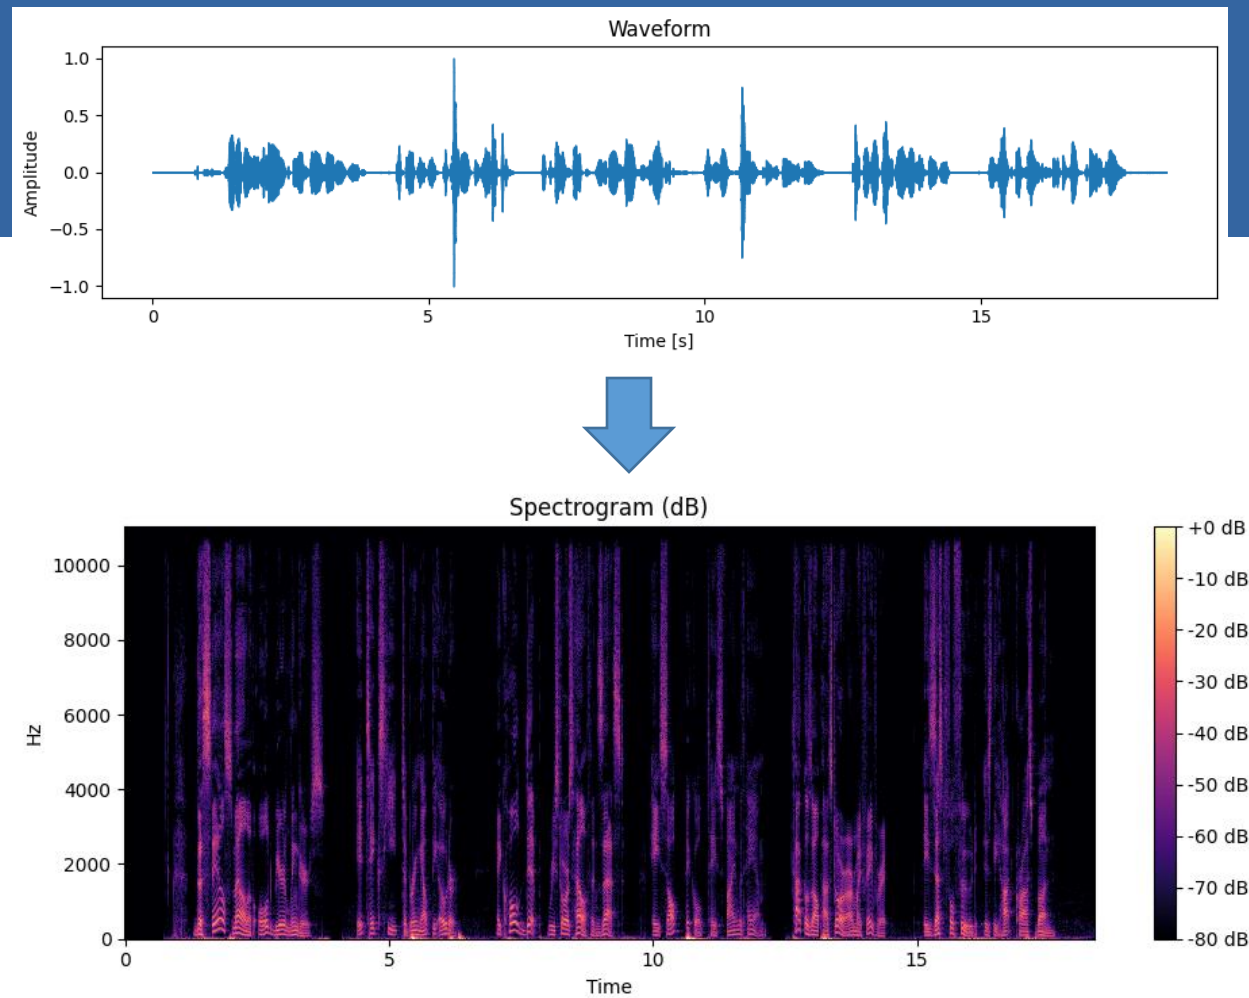 Waveform
1.0
0.5
0.0
−0.5
−1.0
Amplitude
0 5 10 15
Time [s]
Spectrogram (dB)
10000
8000
6000
4000
2000
0
Hz
0 5 10 15
Time
+0 dB
-10 dB
-20 dB
-30 dB
-40 dB
-50 dB
-60 dB
-70 dB
-80 dB